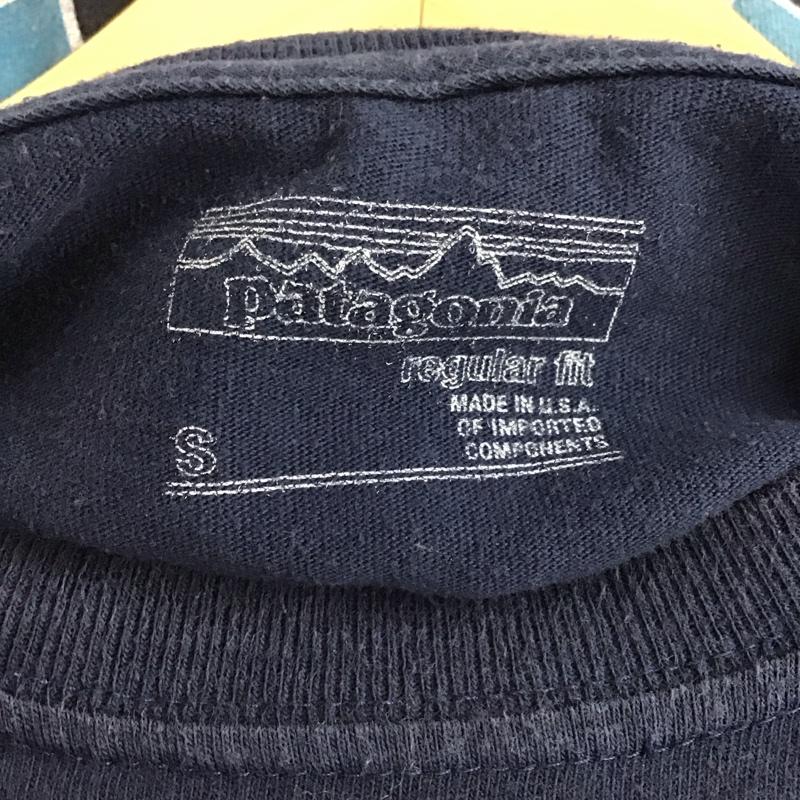 patagonia
regular fit
MADE IN U.S.A.
OF IMPORTED
COMPONENTS
S